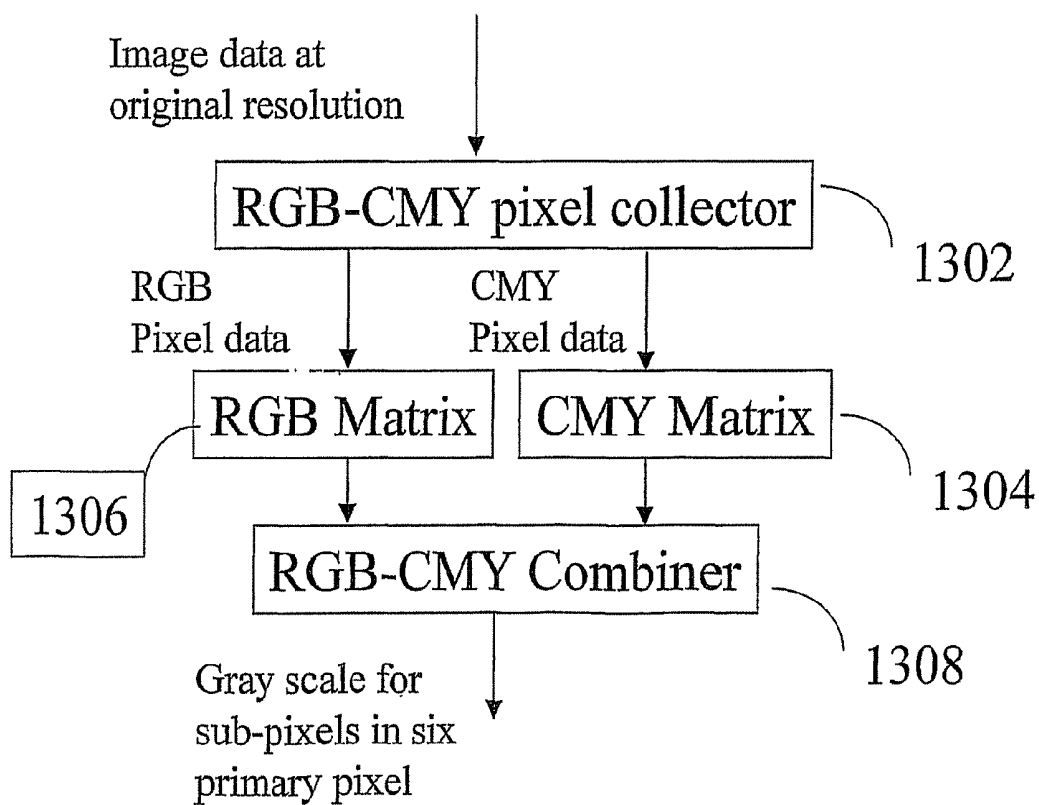 Image data at
original resolution
RGB-CMY pixel collector
1302
RGB
Pixel data
CMY
Pixel data
RGB Matrix
CMY Matrix
1306
1304
RGB-CMY Combiner
1308
Gray scale for
sub-pixels in six
primary pixel